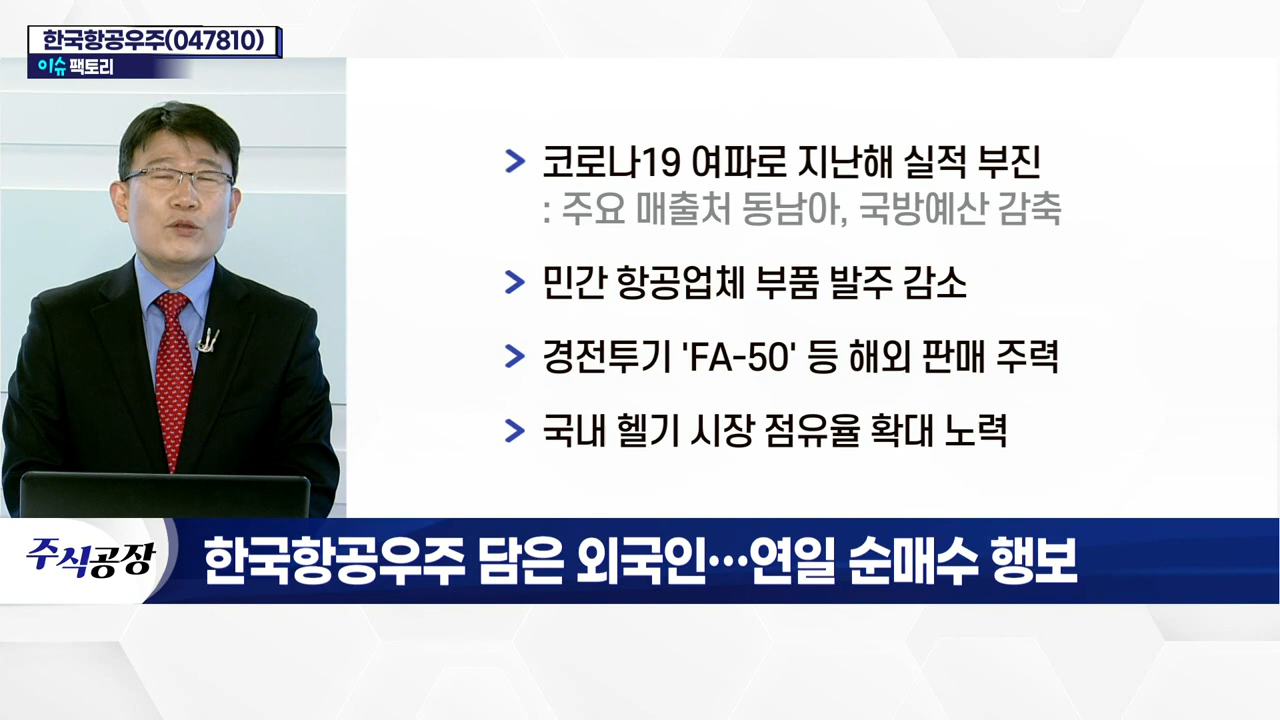 한국항공우주(047810)
이슈 팩토리
> 코로나19 여파로 지난해 실적 부진
: 주요 매출처 동남아, 국방예산 감축
> 민간 항공업체 부품 발주 감소
> 경전투기 'FA-50' 등 해외 판매 주력
> 국내 헬기 시장 점유율 확대 노력
주식공장
한국항공우주 담은 외국인…연일 순매수 행보